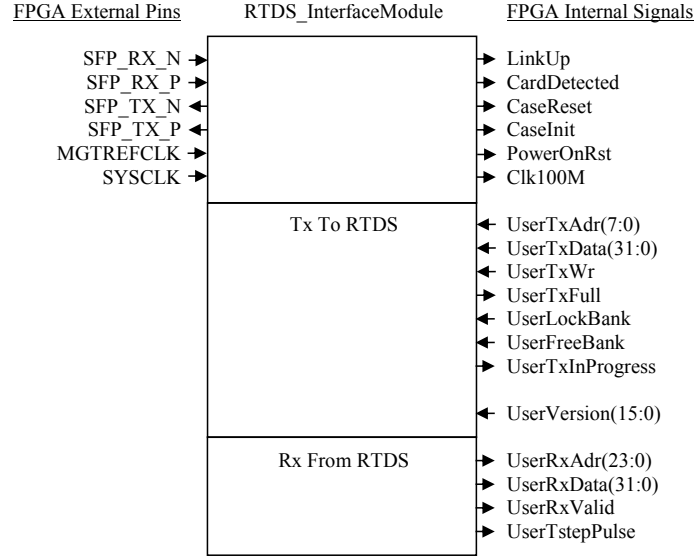 FPGA External Pins RTDS_InterfaceModule FPGA Internal Signals
SFP_RX_N LinkUp
SFP_RX_P CardDetected
SFP_TX_N CaseReset
SFP_TX_P CaseInit
MGTREFCLK PowerOnRst
SYSCLK Clk100M
Tx To RTDS UserTxAdr(7:0)
UserTxData(31:0)
UserTxWr
UserTxFull
UserLockBank
UserFreeBank
UserTxInProgress
UserVersion(15:0)
Rx From RTDS UserRxAdr(23:0)
UserRxData(31:0)
UserRxValid
UserTstepPulse